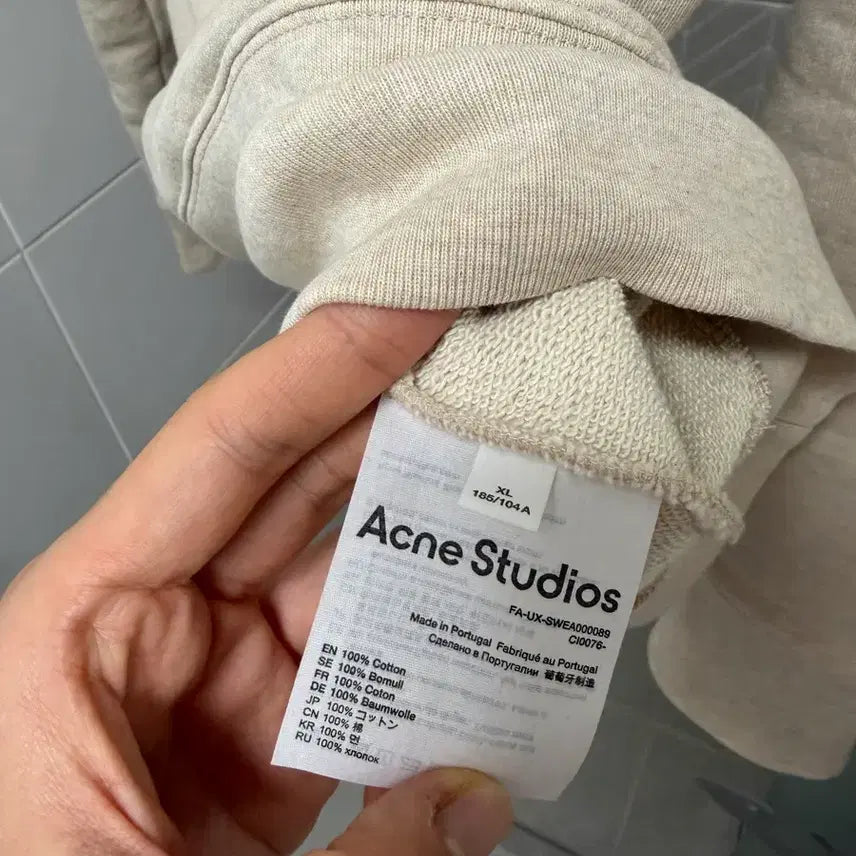 XL
185/104A
Acne Studios
FA-UX-SWEA000089
CI0076-
Made in Portugal Fabriqué au Portugal
Сделано в Португалии 葡萄牙制造
EN 100% Cotton
SE 100% Bomull
FR 100% Coton
DE 100% Baumwolle
JP 100% コットン
CN 100% 棉
KR 100% 면
RU 100% хлопок